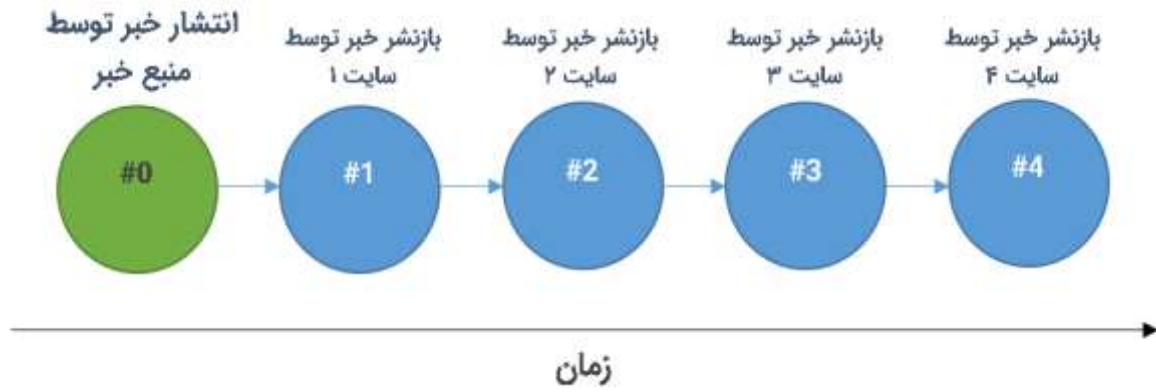 انتشار خبر توسط
منبع خبر
بازنشر خبر توسط
سایت ۱
بازنشر خبر توسط
سایت ۲
بازنشر خبر توسط
سایت ۳
بازنشر خبر توسط
سایت ۴
#0
#1
#2
#3
#4
زمان